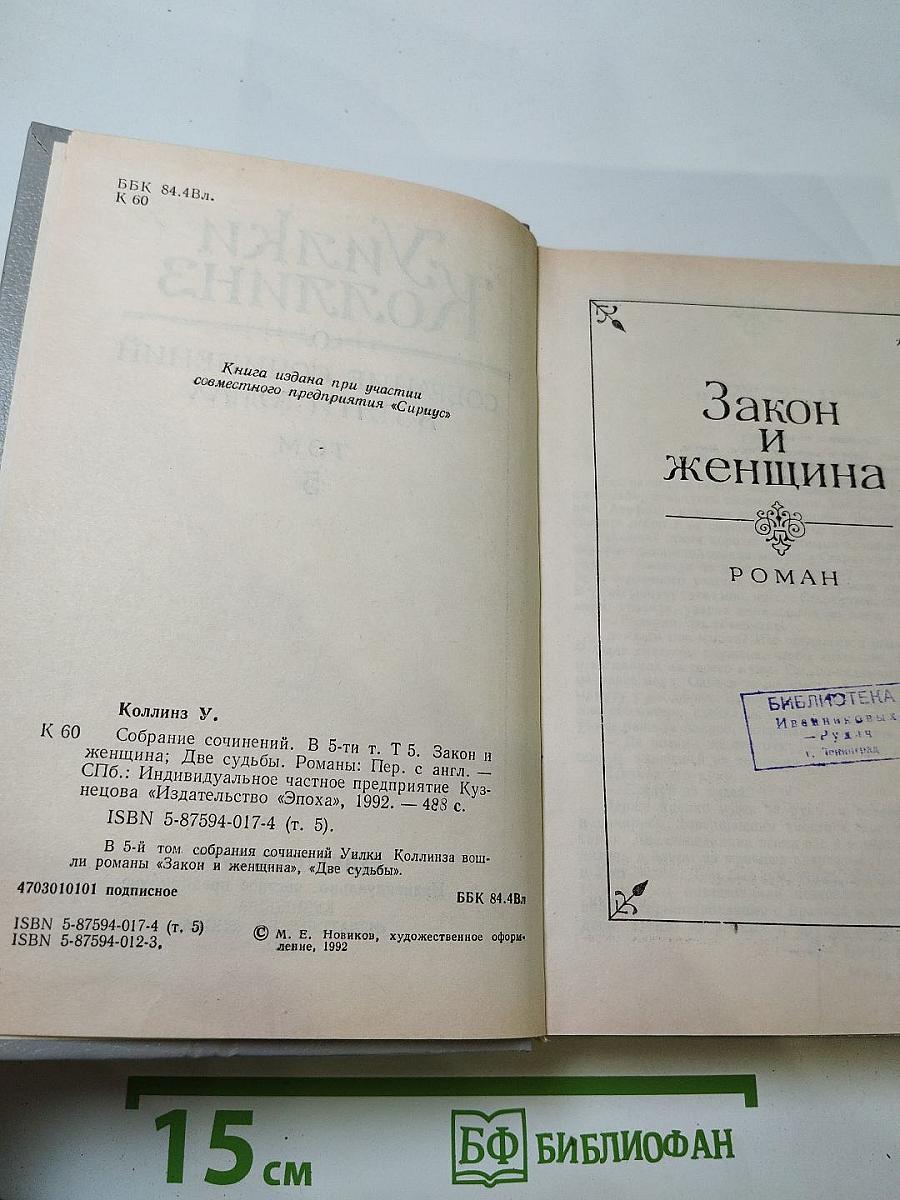 ББК 84.4Вл.
К 60
Книга издана при участии
совместного предприятия «Сириус»
Коллинз У.
К 60 Собрание сочинений. В 5-ти т. Т 5. Закон и
женщина; Две судьбы. Романы: Пер. с англ. —
СПб.: Индивидуальное частное предприятие Куз-
нецова «Издательство «Эпоха», 1992. — 488 с.
ISBN 5-87594-017-4 (т. 5).
В 5-й том собрания сочинений Уилки Коллинза вош-
ли романы «Закон и женщина», «Две судьбы».
4703010101 подписное
ББК 84.4Вл
ISBN 5-87594-017-4 (т. 5)
ISBN 5-87594-012-3.
© М. Е. Новиков, художественное оформ-
ление, 1992
Закон
и
женщина
РОМАН
БИБЛИОТЕКА
Ивенниковых
г. Ленинград
15 см
БФ БИБЛИОФАН